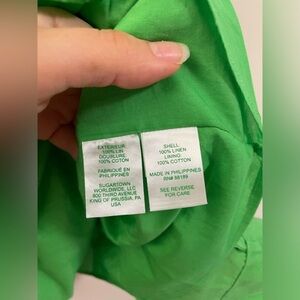 EXTERIEUR
100% LIN
DOUBLURE
100% COTON
FABRIQUE EN
PHILIPPINES
SUGARTOWN
WORLDWIDE, LLC
800 THIRD AVENUE
KING OF PRUSSIA, PA
USA
SHELL
100% LINEN
LINING
100% COTTON
MADE IN PHILIPPINES
RN# 98189
SEE REVERSE
FOR CARE